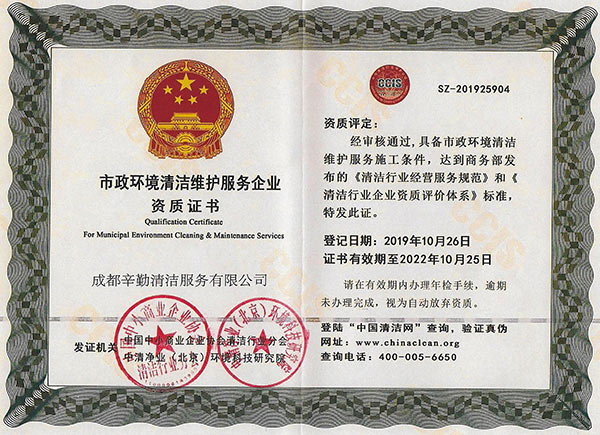 市政环境清洁维护服务企业
资质证书
Qualification Certificate
For Municipal Environment Cleaning & Maintenance Services
成都辛勤清洁服务有限公司
发证机关
中国中小商业企业协会清洁行业分会
中清净业（北京）环境科技研究院
清洁行业分会
CCIS
SZ-201925904
资质评定：
经审核通过，具备市政环境清洁
维护服务施工条件，达到商务部发
布的《清洁行业经营服务规范》和《
清洁行业企业资质评价体系》标准，
特发此证。
登记日期：2019年10月26日
证书有效期至2022年10月25日
请在有效期内办理年检手续，逾期
未办理完成，视为自动放弃资质。
登陆“中国清洁网”查询，验证真伪
网址：www.chinaclean.org
查询电话：400-005-6650